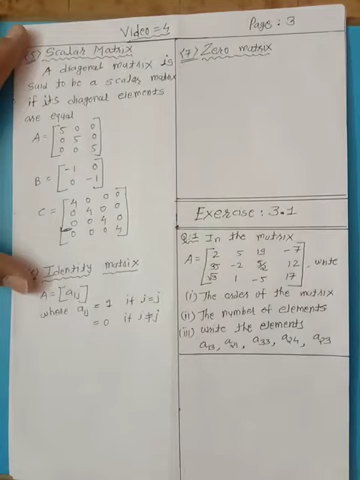 Video = 4
Page : 3
(5) Scalar Matrix
A diagonal matrix is
said to be a scalar matrix
if its diagonal elements
are equal
A = [5 0 0
0 5 0
0 0 5]
B = [-1 0
0 -1]
C = [4 0 0 0
0 4 0 0
0 0 4 0
0 0 0 4]
Identity matrix
A = [aij]
whose aij = 1 if i=j
= 0 if i≠j
(7) Zero matrix
Exercise : 3.1
Q.1 In the matrix
A = [2 5 19 -7
35 -2 5/2 12
√3 1 -5 17], write
(i) The order of the matrix
(ii) The number of elements
(iii) Write the elements
a13, a21, a33, a24, a23